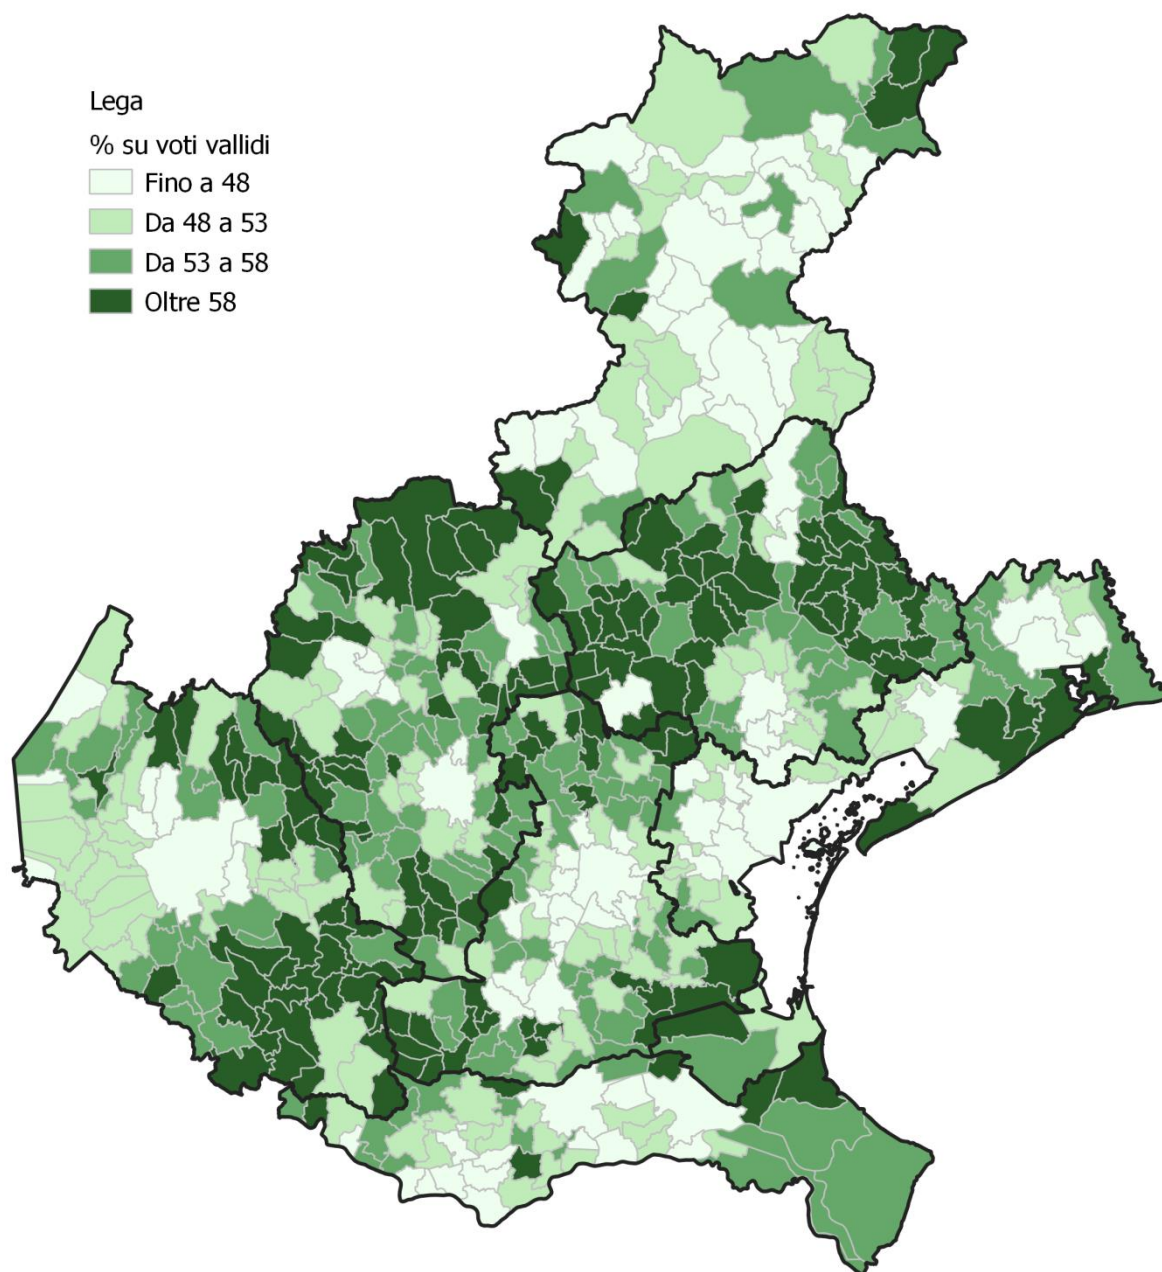 Lega
% su voti vallidi
Fino a 48
Da 48 a 53
Da 53 a 58
Oltre 58